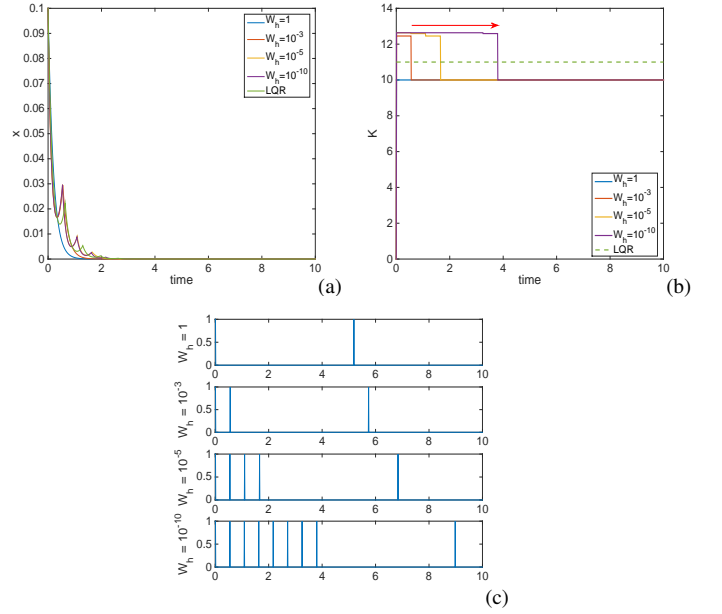 0.1
0.09
0.08
0.07
0.06
0.05
0.04
0.03
0.02
0.01
0
x
0 2 4 6 8 10
time
W_h=1
W_h=10^-3
W_h=10^-5
W_h=10^-10
LQR
(a)
14
12
10
8
6
4
2
0
K
0 2 4 6 8 10
time
W_h=1
W_h=10^-3
W_h=10^-5
W_h=10^-10
LQR
(b)
W_h = 1
1
0.5
0
0 2 4 6 8 10
W_h = 10^-3
1
0.5
0
0 2 4 6 8 10
W_h = 10^-5
1
0.5
0
0 2 4 6 8 10
W_h = 10^-10
1
0.5
0
0 2 4 6 8 10
(c)